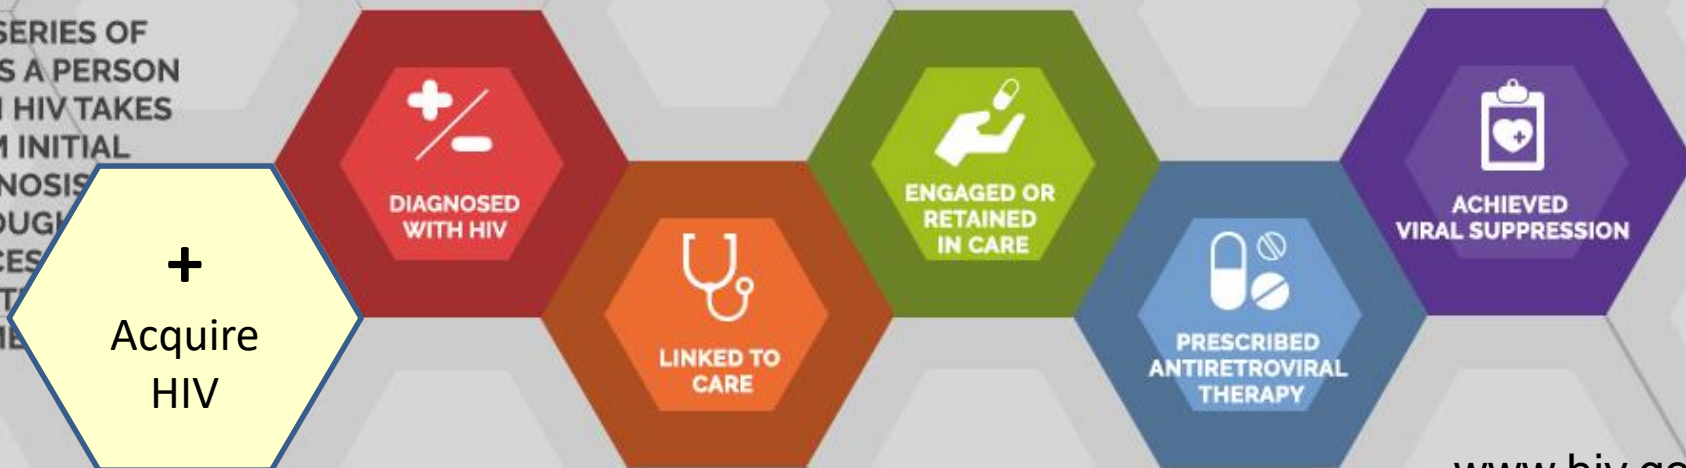 SERIES OF
A PERSON
HIV TAKES
INITIAL
+
Acquire
HIV
DIAGNOSED
WITH HIV
LINKED TO
CARE
ENGAGED OR
RETAINED
IN CARE
PRESCRIBED
ANTIRETROVIRAL
THERAPY
ACHIEVED
VIRAL SUPPRESSION